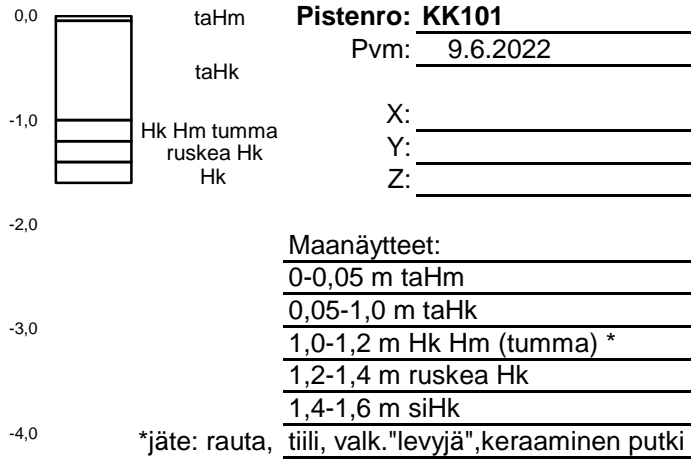 0,0 taHm Pistenro: KK101
Pvm: 9.6.2022
taHk
-1,0
X:
Hk Hm tumma
Y:
ruskea Hk
Hk Z:
-2,0
Maanäytteet:
0-0,05 m taHm
0,05-1,0 m taHk
-3,0
1,0-1,2 m Hk Hm (tumma) *
1,2-1,4 m ruskea Hk
1,4-1,6 m siHk
-4,0
*jäte: rauta, tiili, valk."levyjä",keraaminen putki